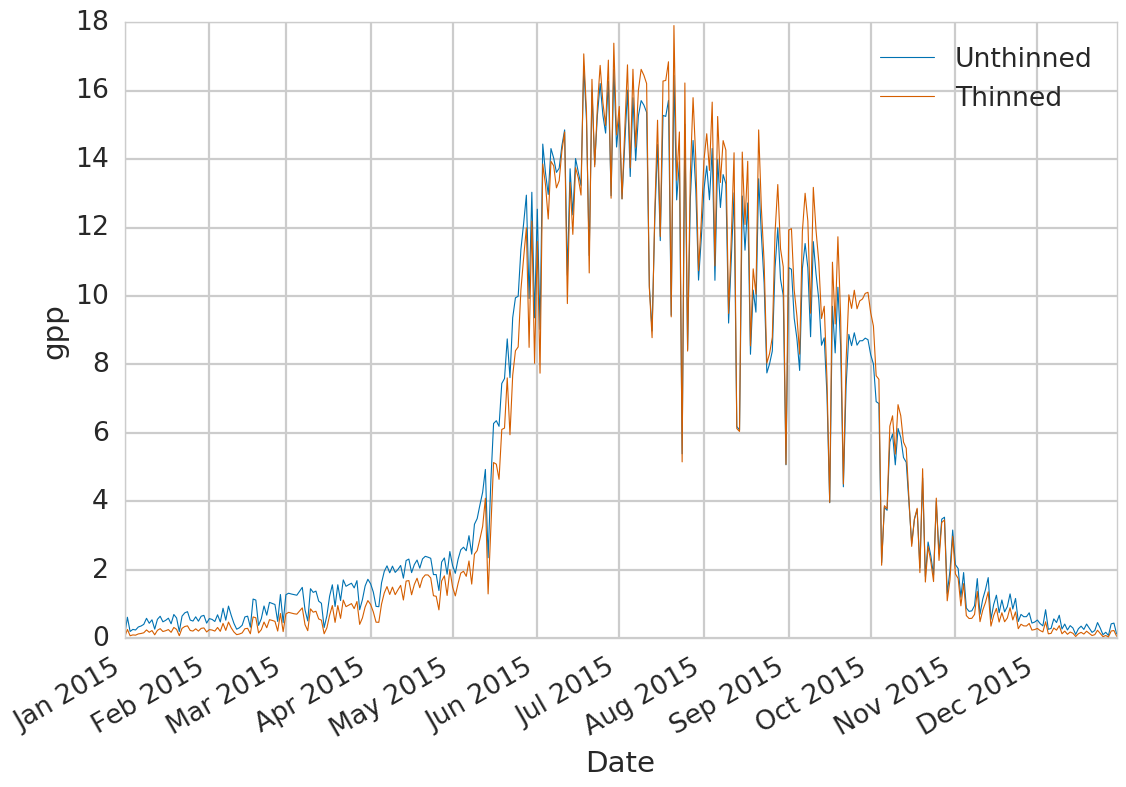 18
16
14
12
10
8
6
4
2
0
gpp
Unthinned
Thinned
Jan 2015
Feb 2015
Mar 2015
Apr 2015
May 2015
Jun 2015
Jul 2015
Aug 2015
Sep 2015
Oct 2015
Nov 2015
Dec 2015
Date